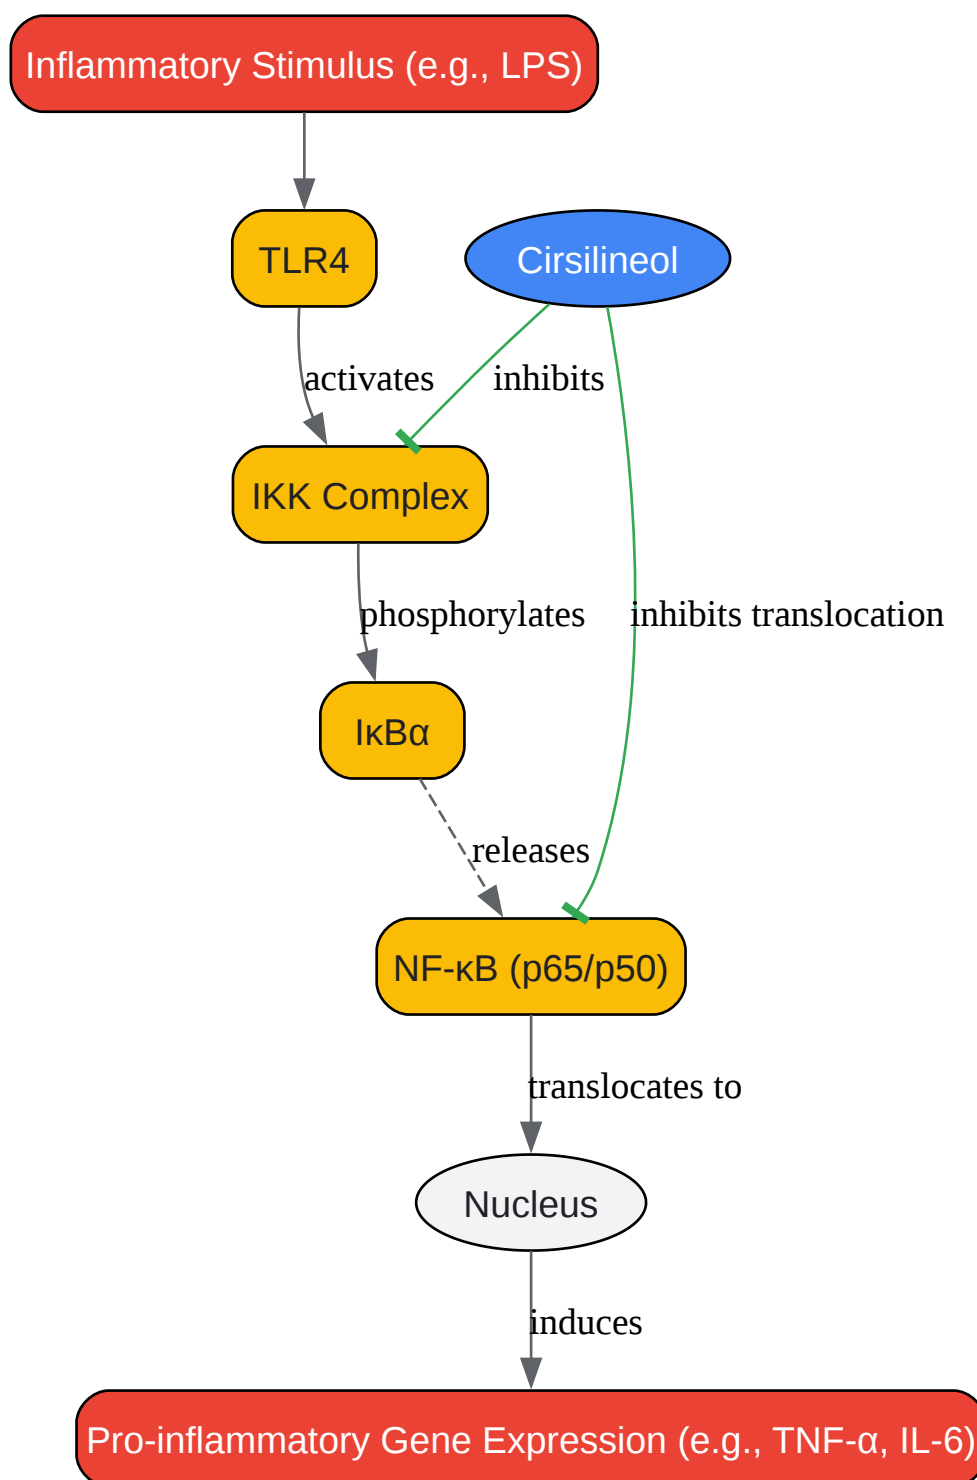 Inflammatory Stimulus (e.g., LPS)
TLR4
Cirsilineol
activates
inhibits
IKK Complex
phosphorylates
inhibits translocation
IκBα
releases
NF-κB (p65/p50)
translocates to
Nucleus
induces
Pro-inflammatory Gene Expression (e.g., TNF-α, IL-6)